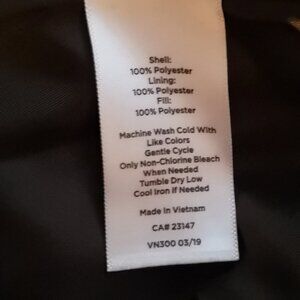 Shell:
100% Polyester
Lining:
100% Polyester
Fill:
100% Polyester
Machine Wash Cold With
Like Colors
Gentle Cycle
Only Non-Chlorine Bleach
When Needed
Tumble Dry Low
Cool Iron if Needed
Made in Vietnam
CA# 23147
VN300 03/19